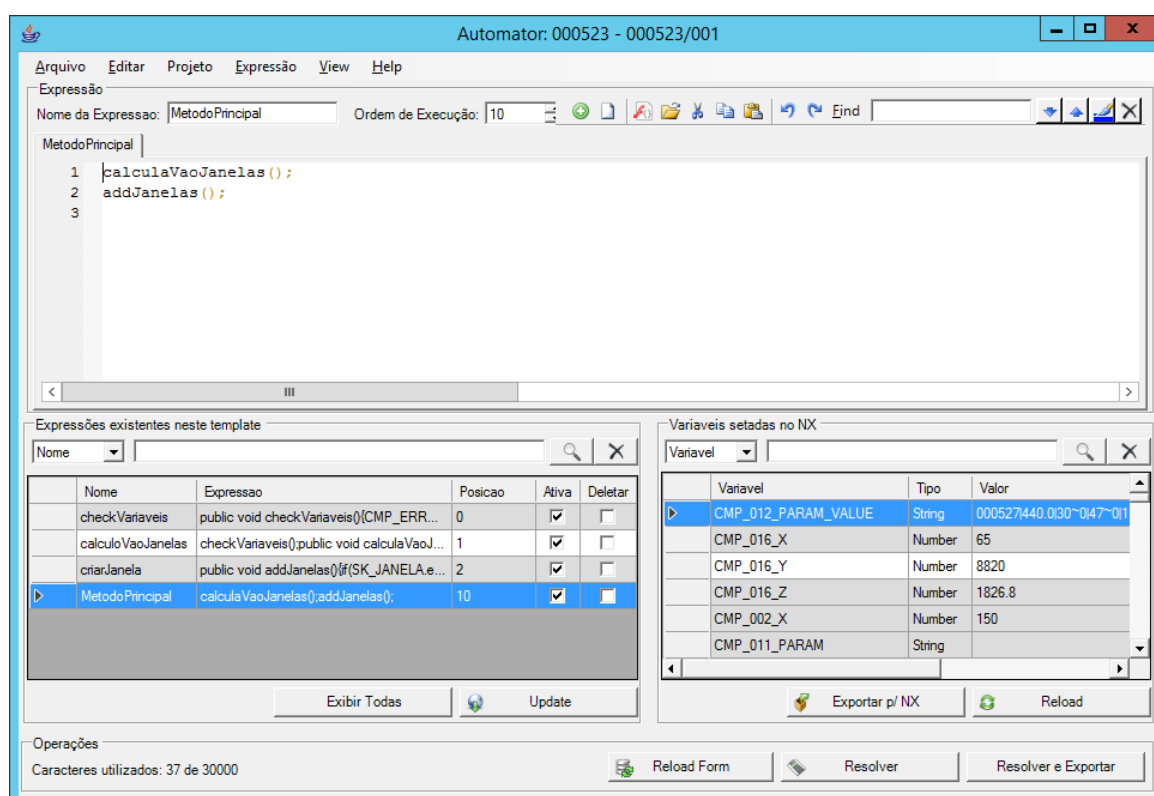 Automator: 000523 - 000523/001
Arquivo Editar Projeto Expressão View Help
Expressão
Nome da Expressao: MetodoPrincipal Ordem de Execução: 10 Find
MetodoPrincipal
1 calculaVaoJanelas();
2 addJanelas();
3
Expressões existentes neste template
Nome
Nome Expressao Posicao Ativa Deletar
checkVariaveis public void checkVariaveis(){CMP_ERR... 0
calculoVaoJanelas checkVariaveis();public void calculaVaoJ... 1
criarJanela public void addJanelas(){if(SK_JANELA.e... 2
MetodoPrincipal calculaVaoJanelas();addJanelas(); 10
Exibir Todas Update
Variaveis setadas no NX
Variavel
Variavel Tipo Valor
CMP_012_PARAM_VALUE String 000527|440.0|30~0|47~0|1
CMP_016_X Number 65
CMP_016_Y Number 8820
CMP_016_Z Number 1826.8
CMP_002_X Number 150
CMP_011_PARAM String
Exportar p/ NX Reload
Operações
Caracteres utilizados: 37 de 30000
Reload Form Resolver Resolver e Exportar